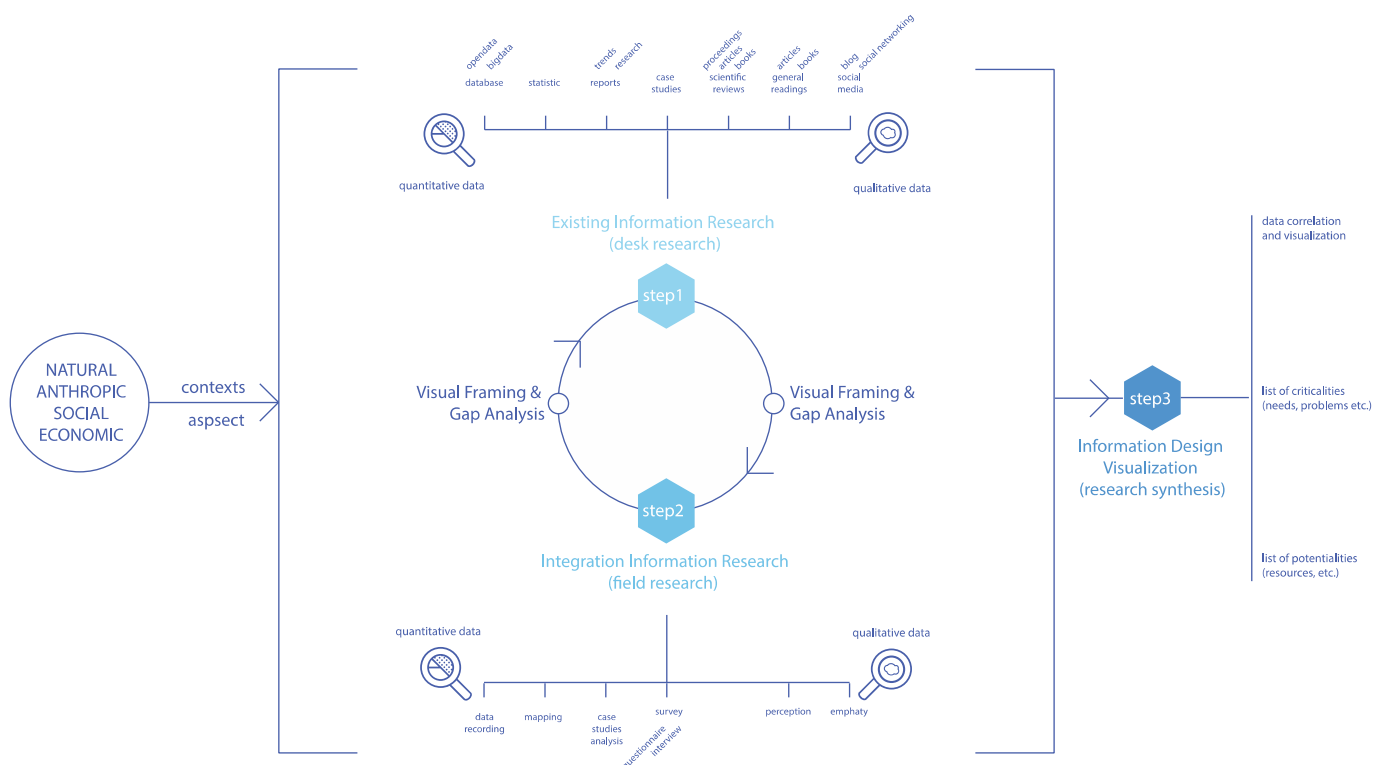 opendata
bigdata
database
statistic
trends
research
reports
case
studies
proceedings
articles
books
scientific
reviews
articles
books
general
readings
blog
social networking
social
media
quantitative data
qualitative data
Existing Information Research
(desk research)
step1
NATURAL
ANTHROPIC
SOCIAL
ECONOMIC
contexts
aspsect
Visual Framing &
Gap Analysis
Visual Framing &
Gap Analysis
step2
Integration Information Research
(field research)
quantitative data
qualitative data
data
recording
mapping
case
studies
analysis
survey
questionnaire
interview
perception
emphaty
step3
Information Design
Visualization
(research synthesis)
data correlation
and visualization
list of criticalities
(needs, problems etc.)
list of potentialities
(resources, etc.)